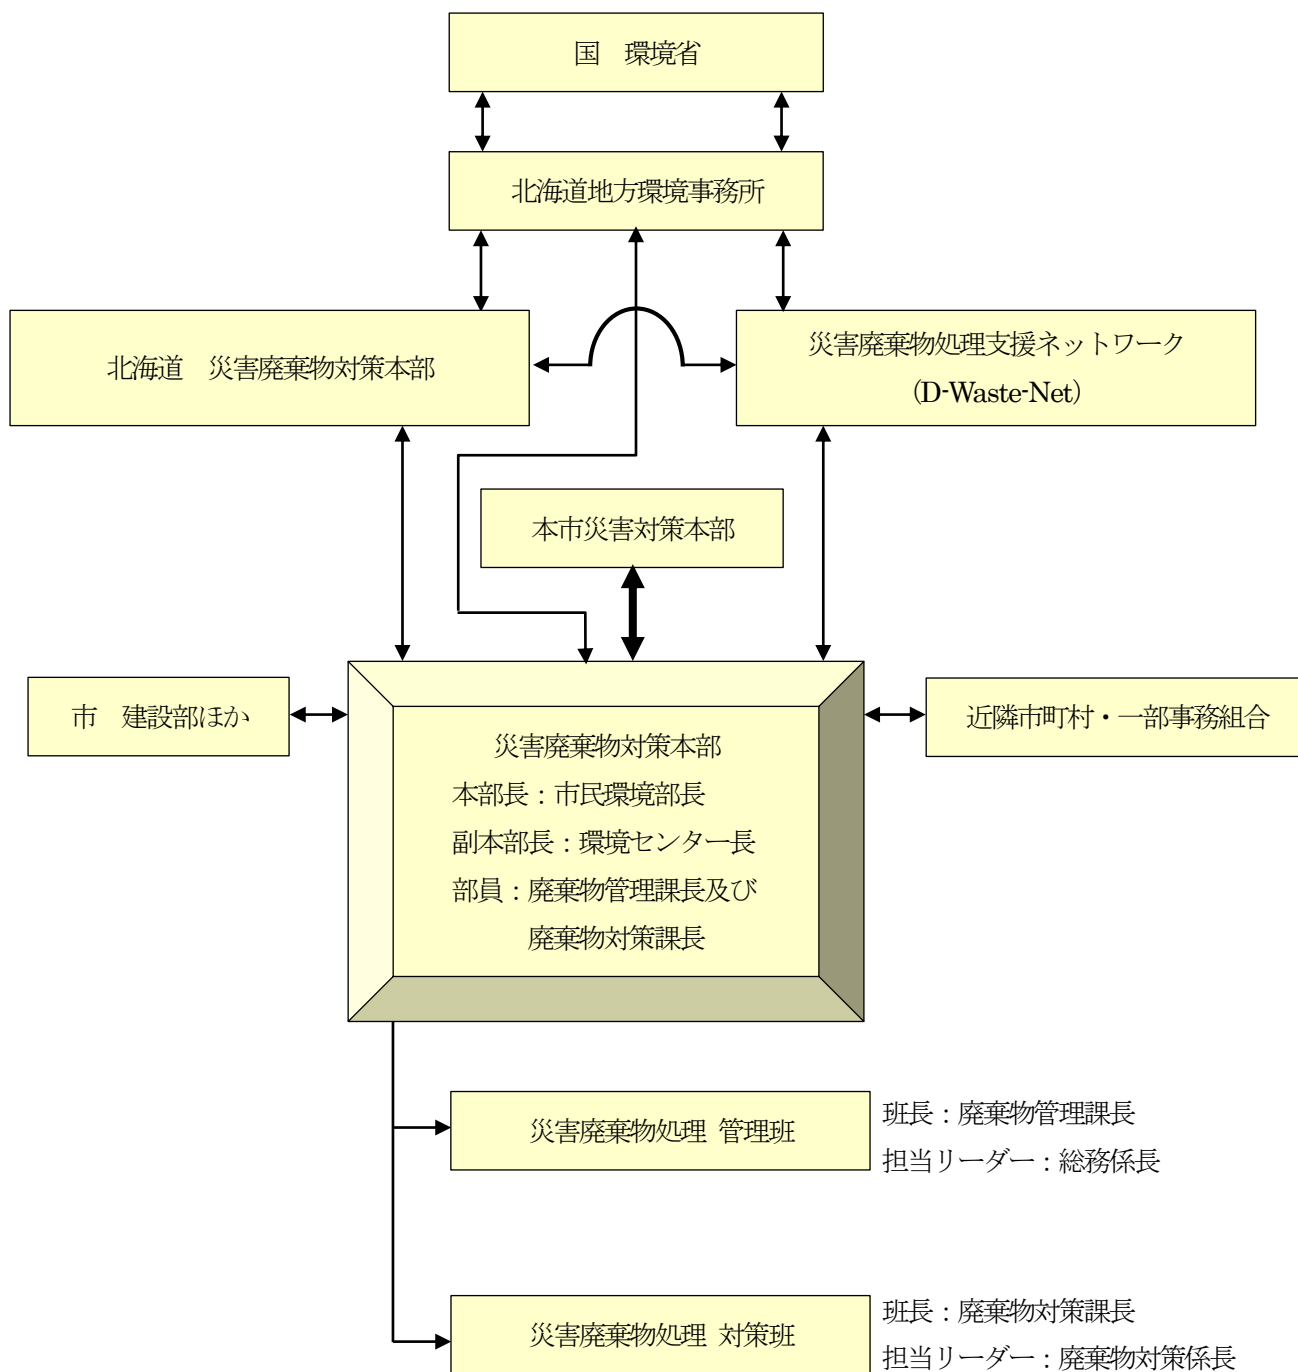 国　環境省
北海道地方環境事務所
北海道　災害廃棄物対策本部
災害廃棄物処理支援ネットワーク
(D-Waste-Net)
本市災害対策本部
市　建設部ほか
近隣市町村・一部事務組合
災害廃棄物対策本部
本部長：市民環境部長
副本部長：環境センター長
部員：廃棄物管理課長及び
廃棄物対策課長
災害廃棄物処理 管理班
班長：廃棄物管理課長
担当リーダー：総務係長
災害廃棄物処理 対策班
班長：廃棄物対策課長
担当リーダー：廃棄物対策係長